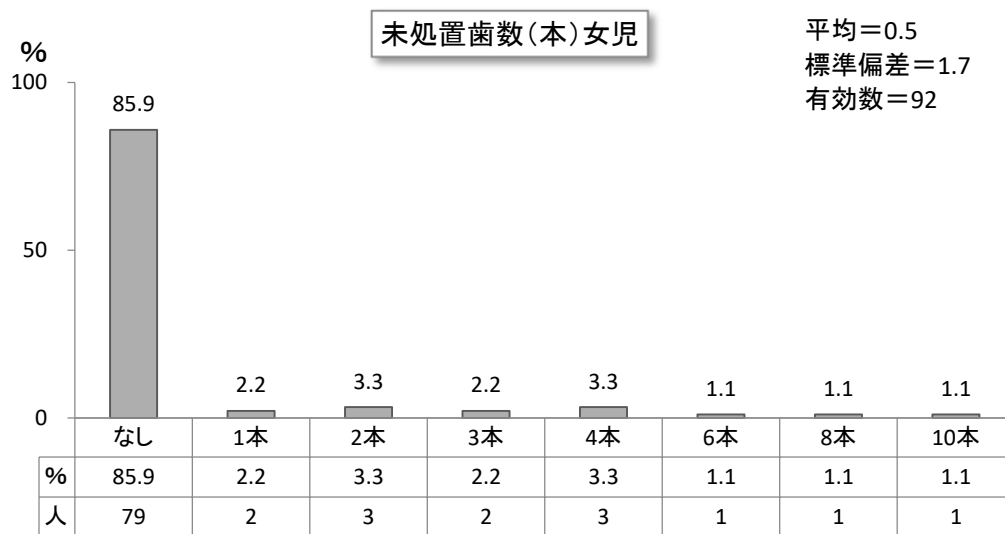 未処置歯数(本)女児
平均=0.5
標準偏差=1.7
有効数=92
%
100
50
0
85.9 2.2 3.3 2.2 3.3 1.1 1.1 1.1
なし 1本 2本 3本 4本 6本 8本 10本
% 85.9 2.2 3.3 2.2 3.3 1.1 1.1 1.1
人 79 2 3 2 3 1 1 1